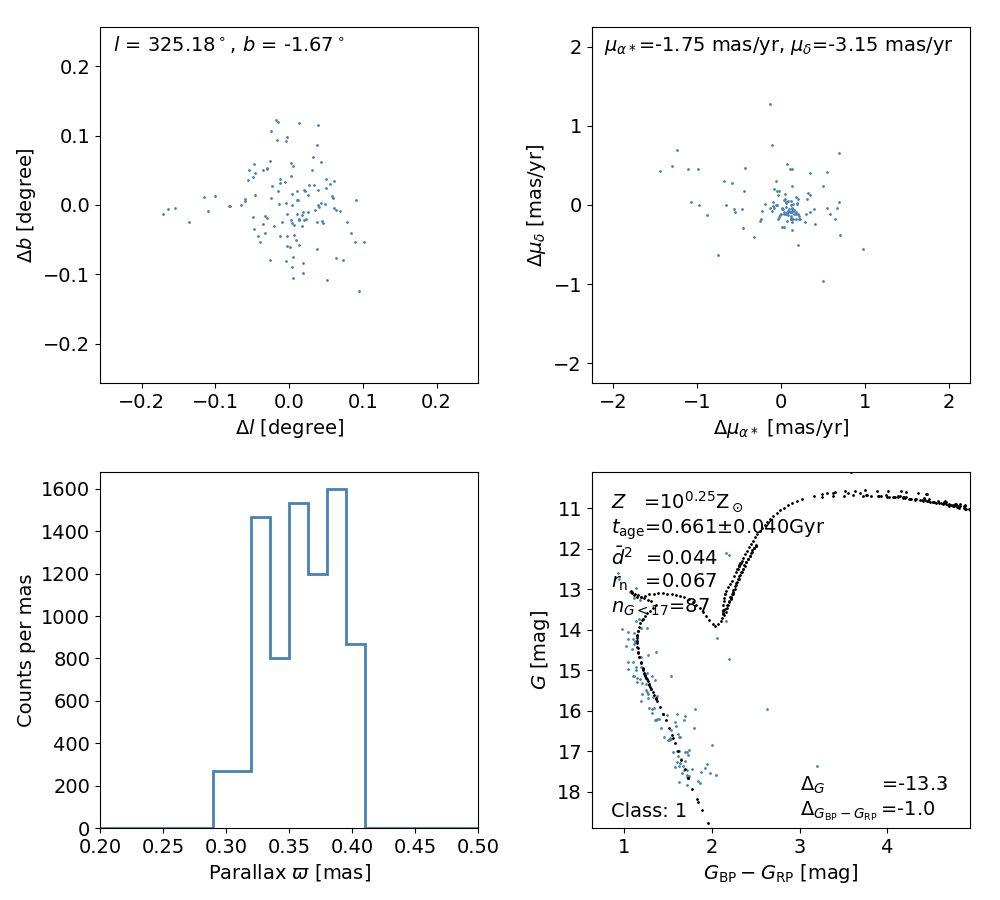 l = 325.18°, b = -1.67°
0.2
0.1
0.0
−0.1
−0.2
Δb [degree]
−0.2 −0.1 0.0 0.1 0.2
Δl [degree]
μα*=-1.75 mas/yr, μδ=-3.15 mas/yr
2
1
0
−1
−2
Δμδ [mas/yr]
−2 −1 0 1 2
Δμα* [mas/yr]
1600
1400
1200
1000
800
600
400
200
0
Counts per mas
0.20 0.25 0.30 0.35 0.40 0.45 0.50
Parallax ϖ [mas]
Z =10^0.25 Z⊙
t_age=0.661±0.040Gyr
d̄² =0.044
r̄n =0.067
n_G<17=87
11
12
13
14
15
16
17
18
G [mag]
Δ_G =-13.3
Class: 1 Δ_GBP−GRP =-1.0
1 2 3 4
G_BP − G_RP [mag]